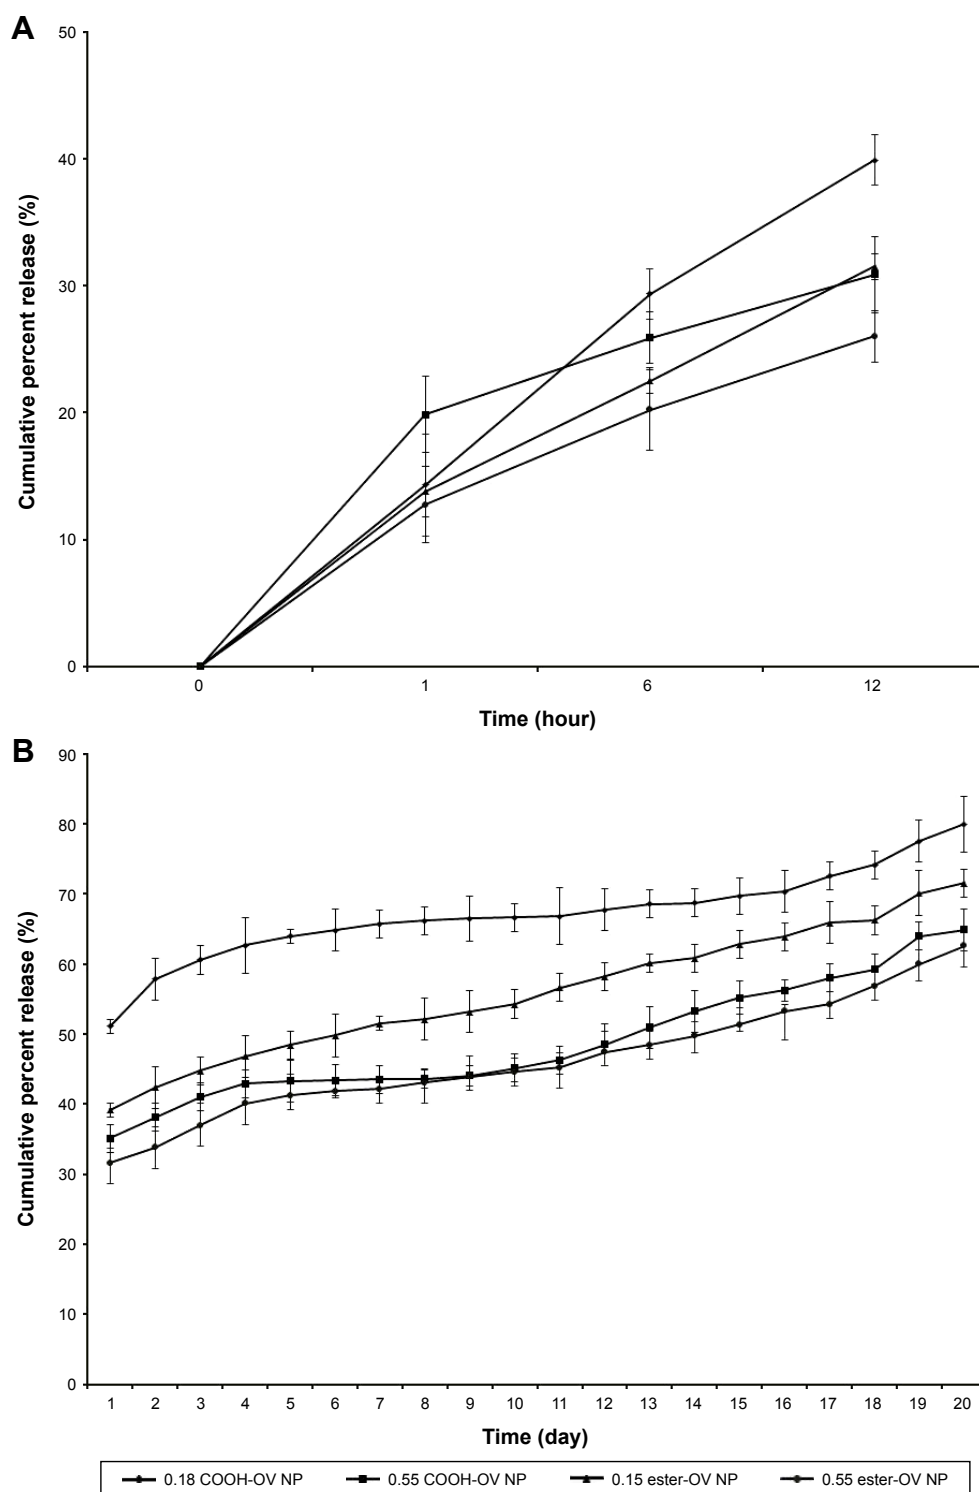 A
50
40
30
20
10
0
Cumulative percent release (%)
0 1 6 12
Time (hour)
B
90
80
70
60
50
40
30
20
10
0
Cumulative percent release (%)
1 2 3 4 5 6 7 8 9 10 11 12 13 14 15 16 17 18 19 20
Time (day)
0.18 COOH-OV NP 0.55 COOH-OV NP 0.15 ester-OV NP 0.55 ester-OV NP